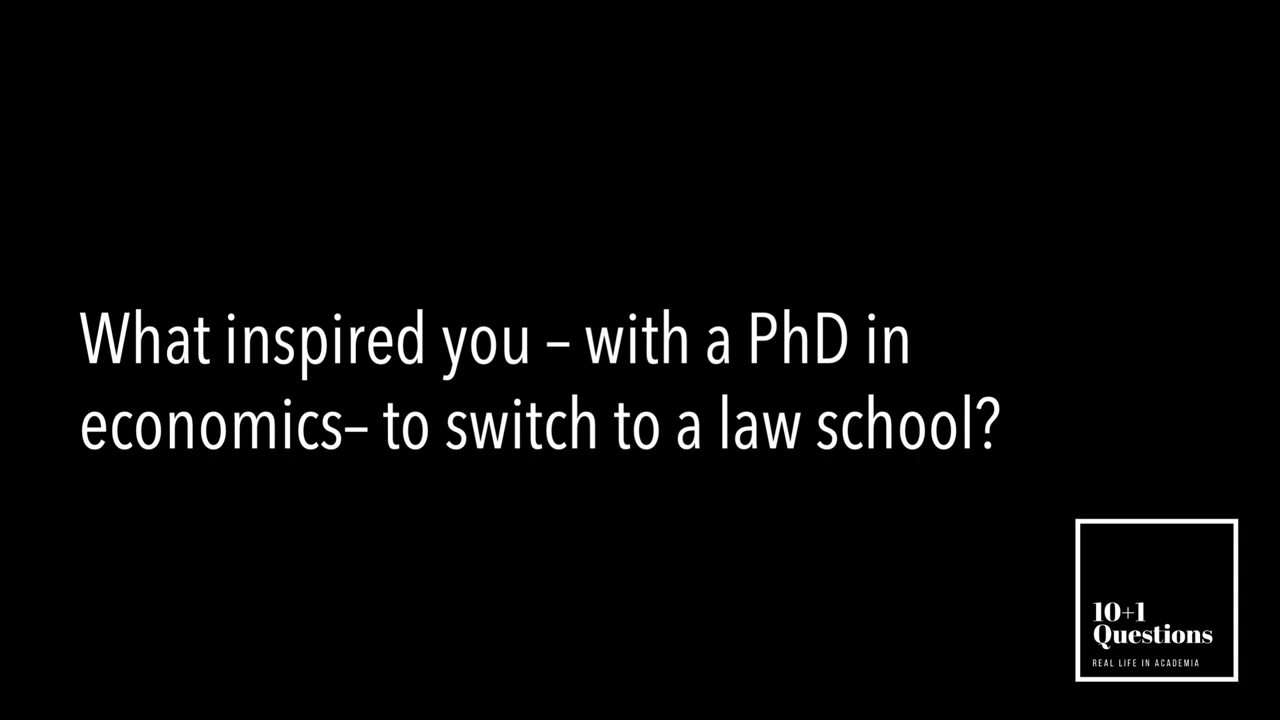 What inspired you – with a PhD in
economics– to switch to a law school?
10+1
Questions
REAL LIFE IN ACADEMIA